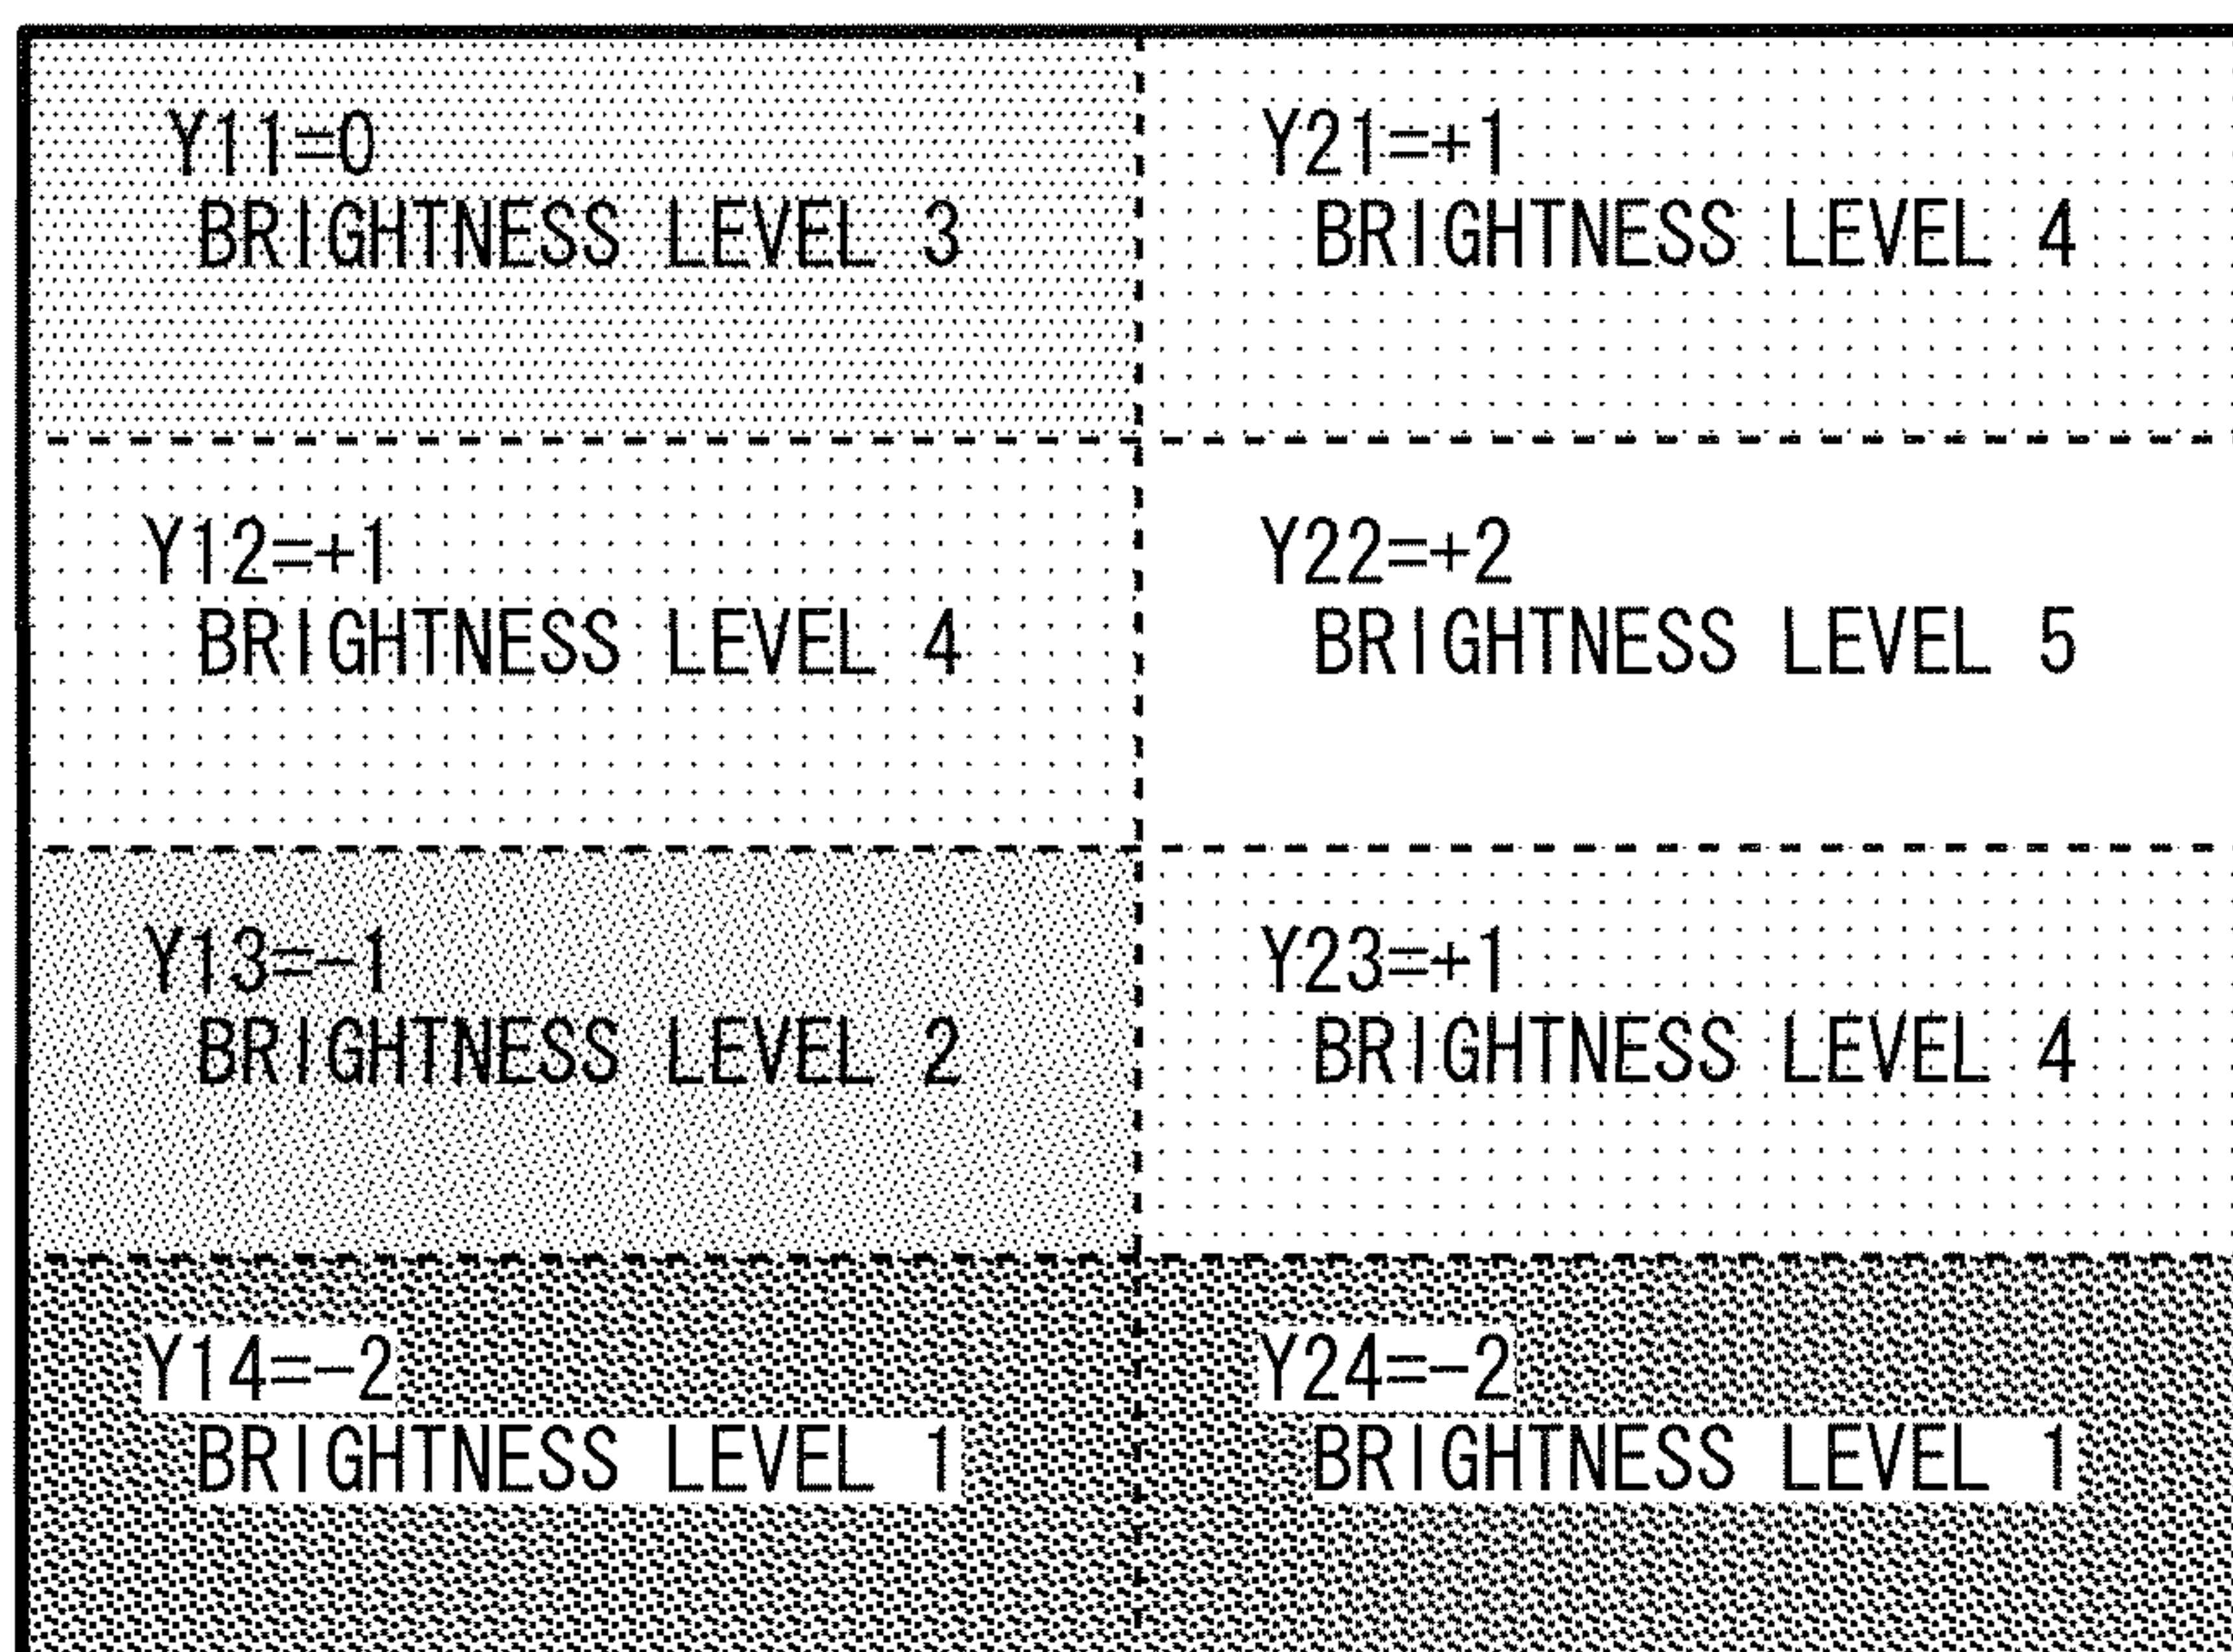 Y11=0
BRIGHTNESS LEVEL 3
Y21=+1
BRIGHTNESS LEVEL 4
Y12=+1
BRIGHTNESS LEVEL 4
Y22=+2
BRIGHTNESS LEVEL 5
Y13=-1
BRIGHTNESS LEVEL 2
Y23=+1
BRIGHTNESS LEVEL 4
Y14=-2
BRIGHTNESS LEVEL 1
Y24=-2
BRIGHTNESS LEVEL 1